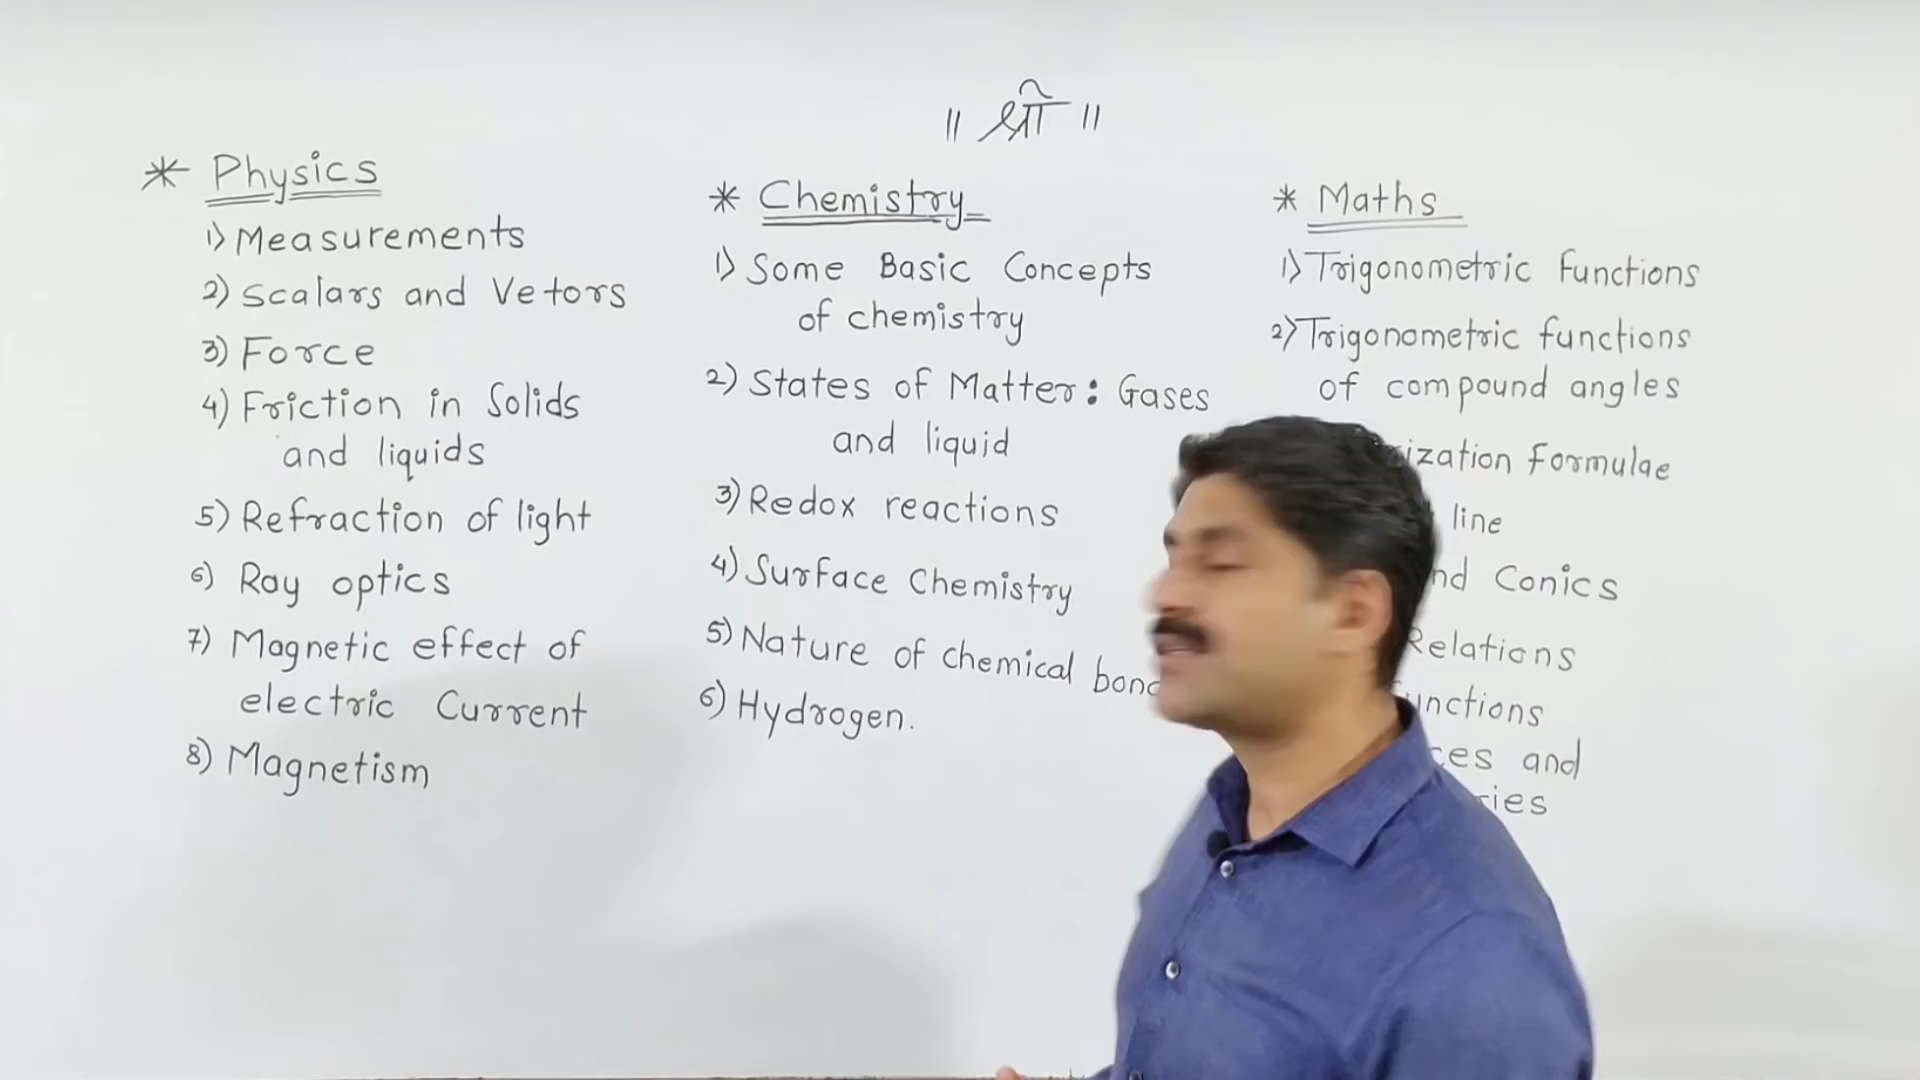 ॥ श्री ॥
* Physics
1) Measurements
2) Scalars and Vetors
3) Force
4) Friction in Solids
and liquids
5) Refraction of light
6) Ray optics
7) Magnetic effect of
electric Current
8) Magnetism
* Chemistry
1) Some Basic Concepts
of chemistry
2) States of Matter: Gases
and liquid
3) Redox reactions
4) Surface Chemistry
5) Nature of chemical
6) Hydrogen.
* Maths
1) Trigonometric Functions
2) Trigonometric functions
of compound angles
Formulae
line
Conics
Relations
and